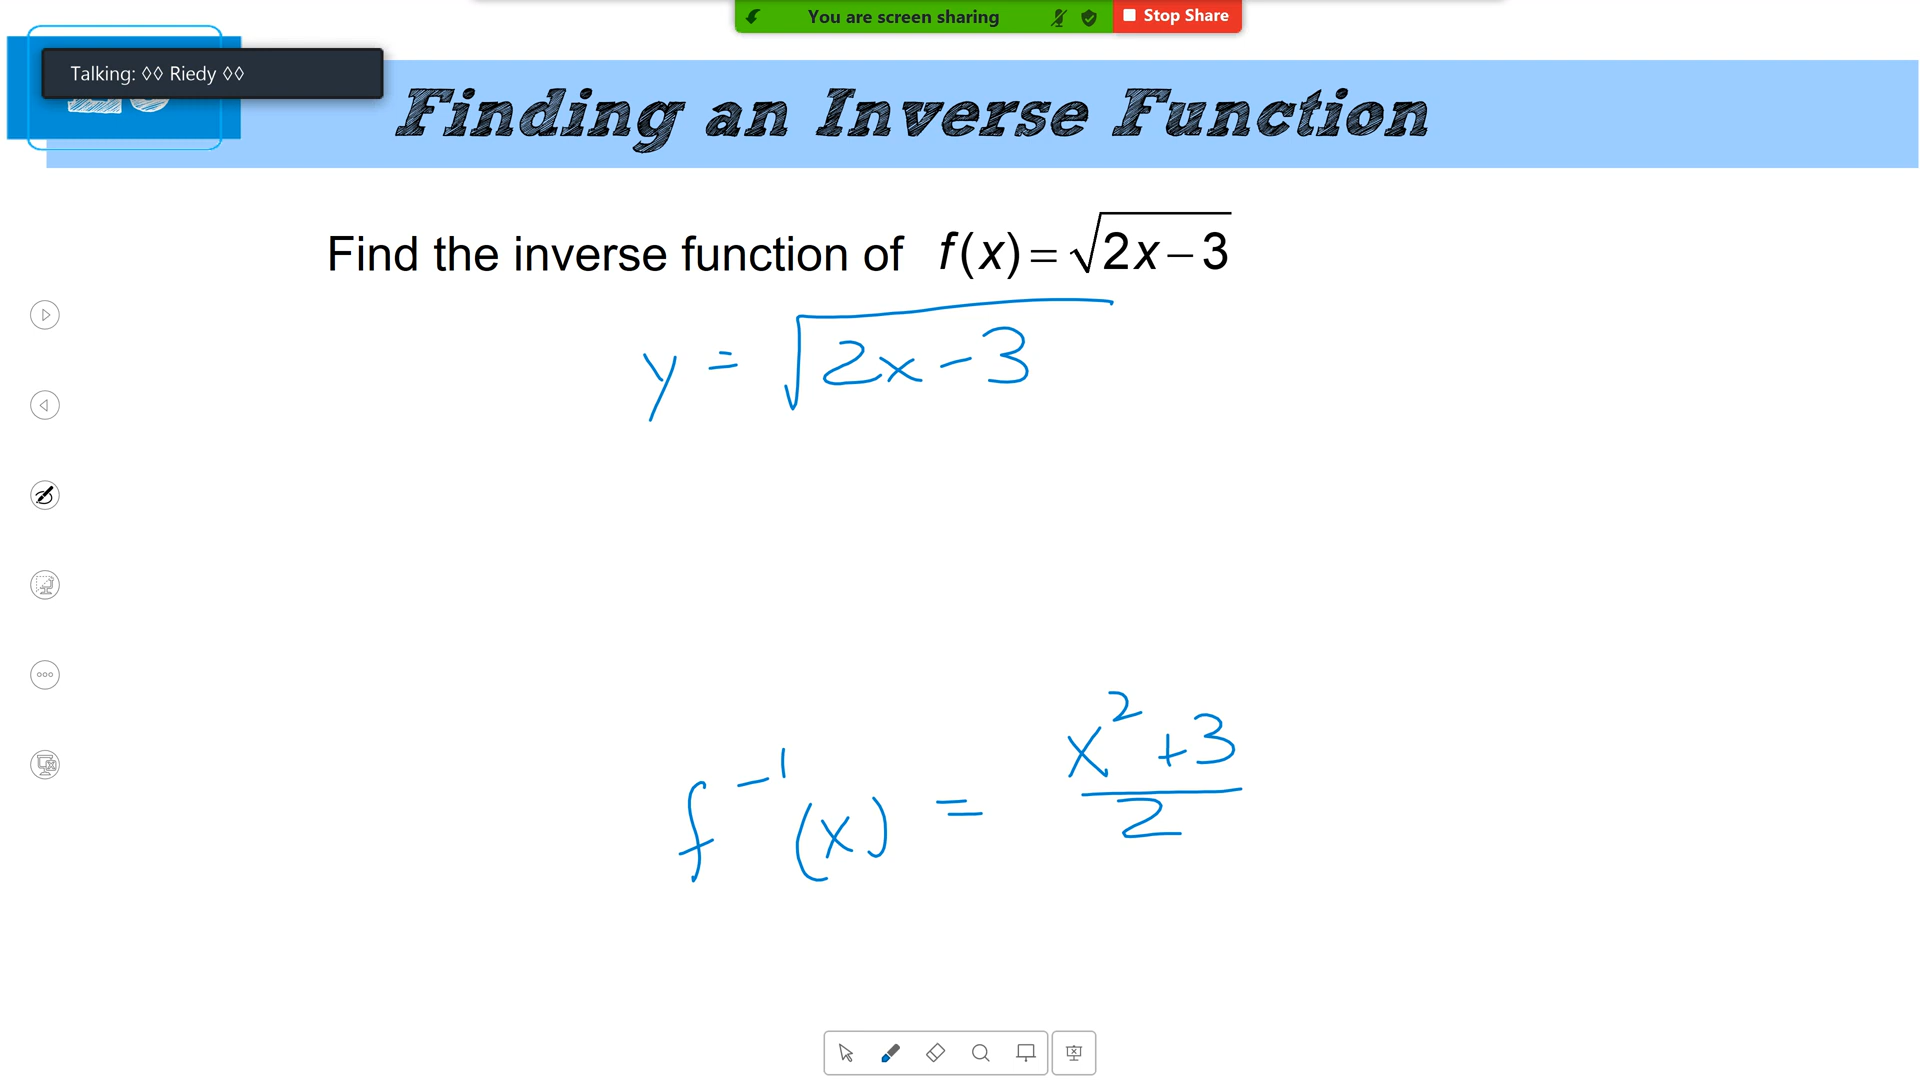 You are screen sharing Stop Share
Talking: ◊◊ Riedy ◊◊
Finding an Inverse Function
Find the inverse function of f(x)=√2x−3
y = √2x−3
f⁻¹(x) = x²+3
2